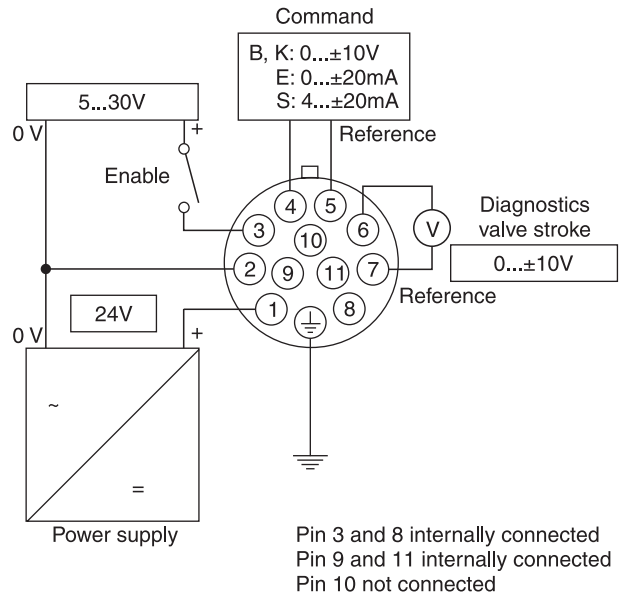 Command
B, K: 0...±10V
E: 0...±20mA
S: 4...±20mA
5...30V
0 V
+
Reference
Enable
4
5
3
6
10
V
Diagnostics
valve stroke
0...±10V
2
9
11
7
Reference
1
8
24V
0 V
+
~
=
Power supply
Pin 3 and 8 internally connected
Pin 9 and 11 internally connected
Pin 10 not connected